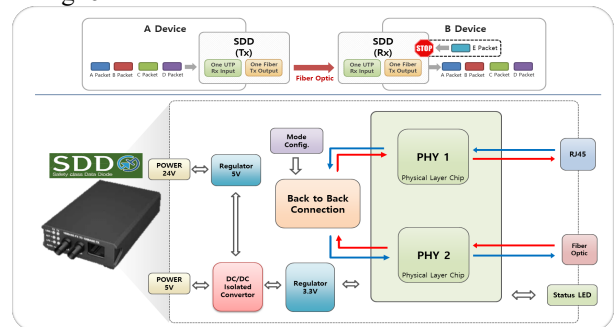 A Device
B Device
SDD
(Tx)
SDD
(Rx)
STOP
E Packet
One UTP
Rx Input
One Fiber
Tx Output
One UTP
Rx Input
One Fiber
Tx Output
A Packet
B Packet
C Packet
D Packet
Fiber Optic
A Packet
B Packet
C Packet
D Packet
SDD
Safety class Data Diode
POWER
24V
Regulator
5V
Mode
Config.
PHY 1
Physical Layer Chip
RJ45
Back to Back
Connection
PHY 2
Physical Layer Chip
Fiber
Optic
POWER
5V
DC/DC
Isolated
Convertor
Regulator
3.3V
Status LED